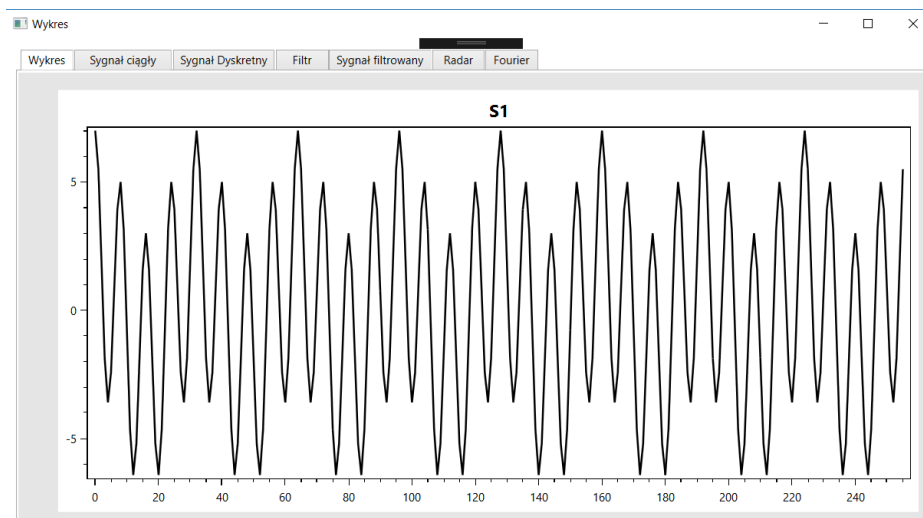 Wykres
Wykres Sygnał ciągły Sygnał Dyskretny Filtr Sygnał filtrowany Radar Fourier
S1
5
0
-5
0 20 40 60 80 100 120 140 160 180 200 220 240